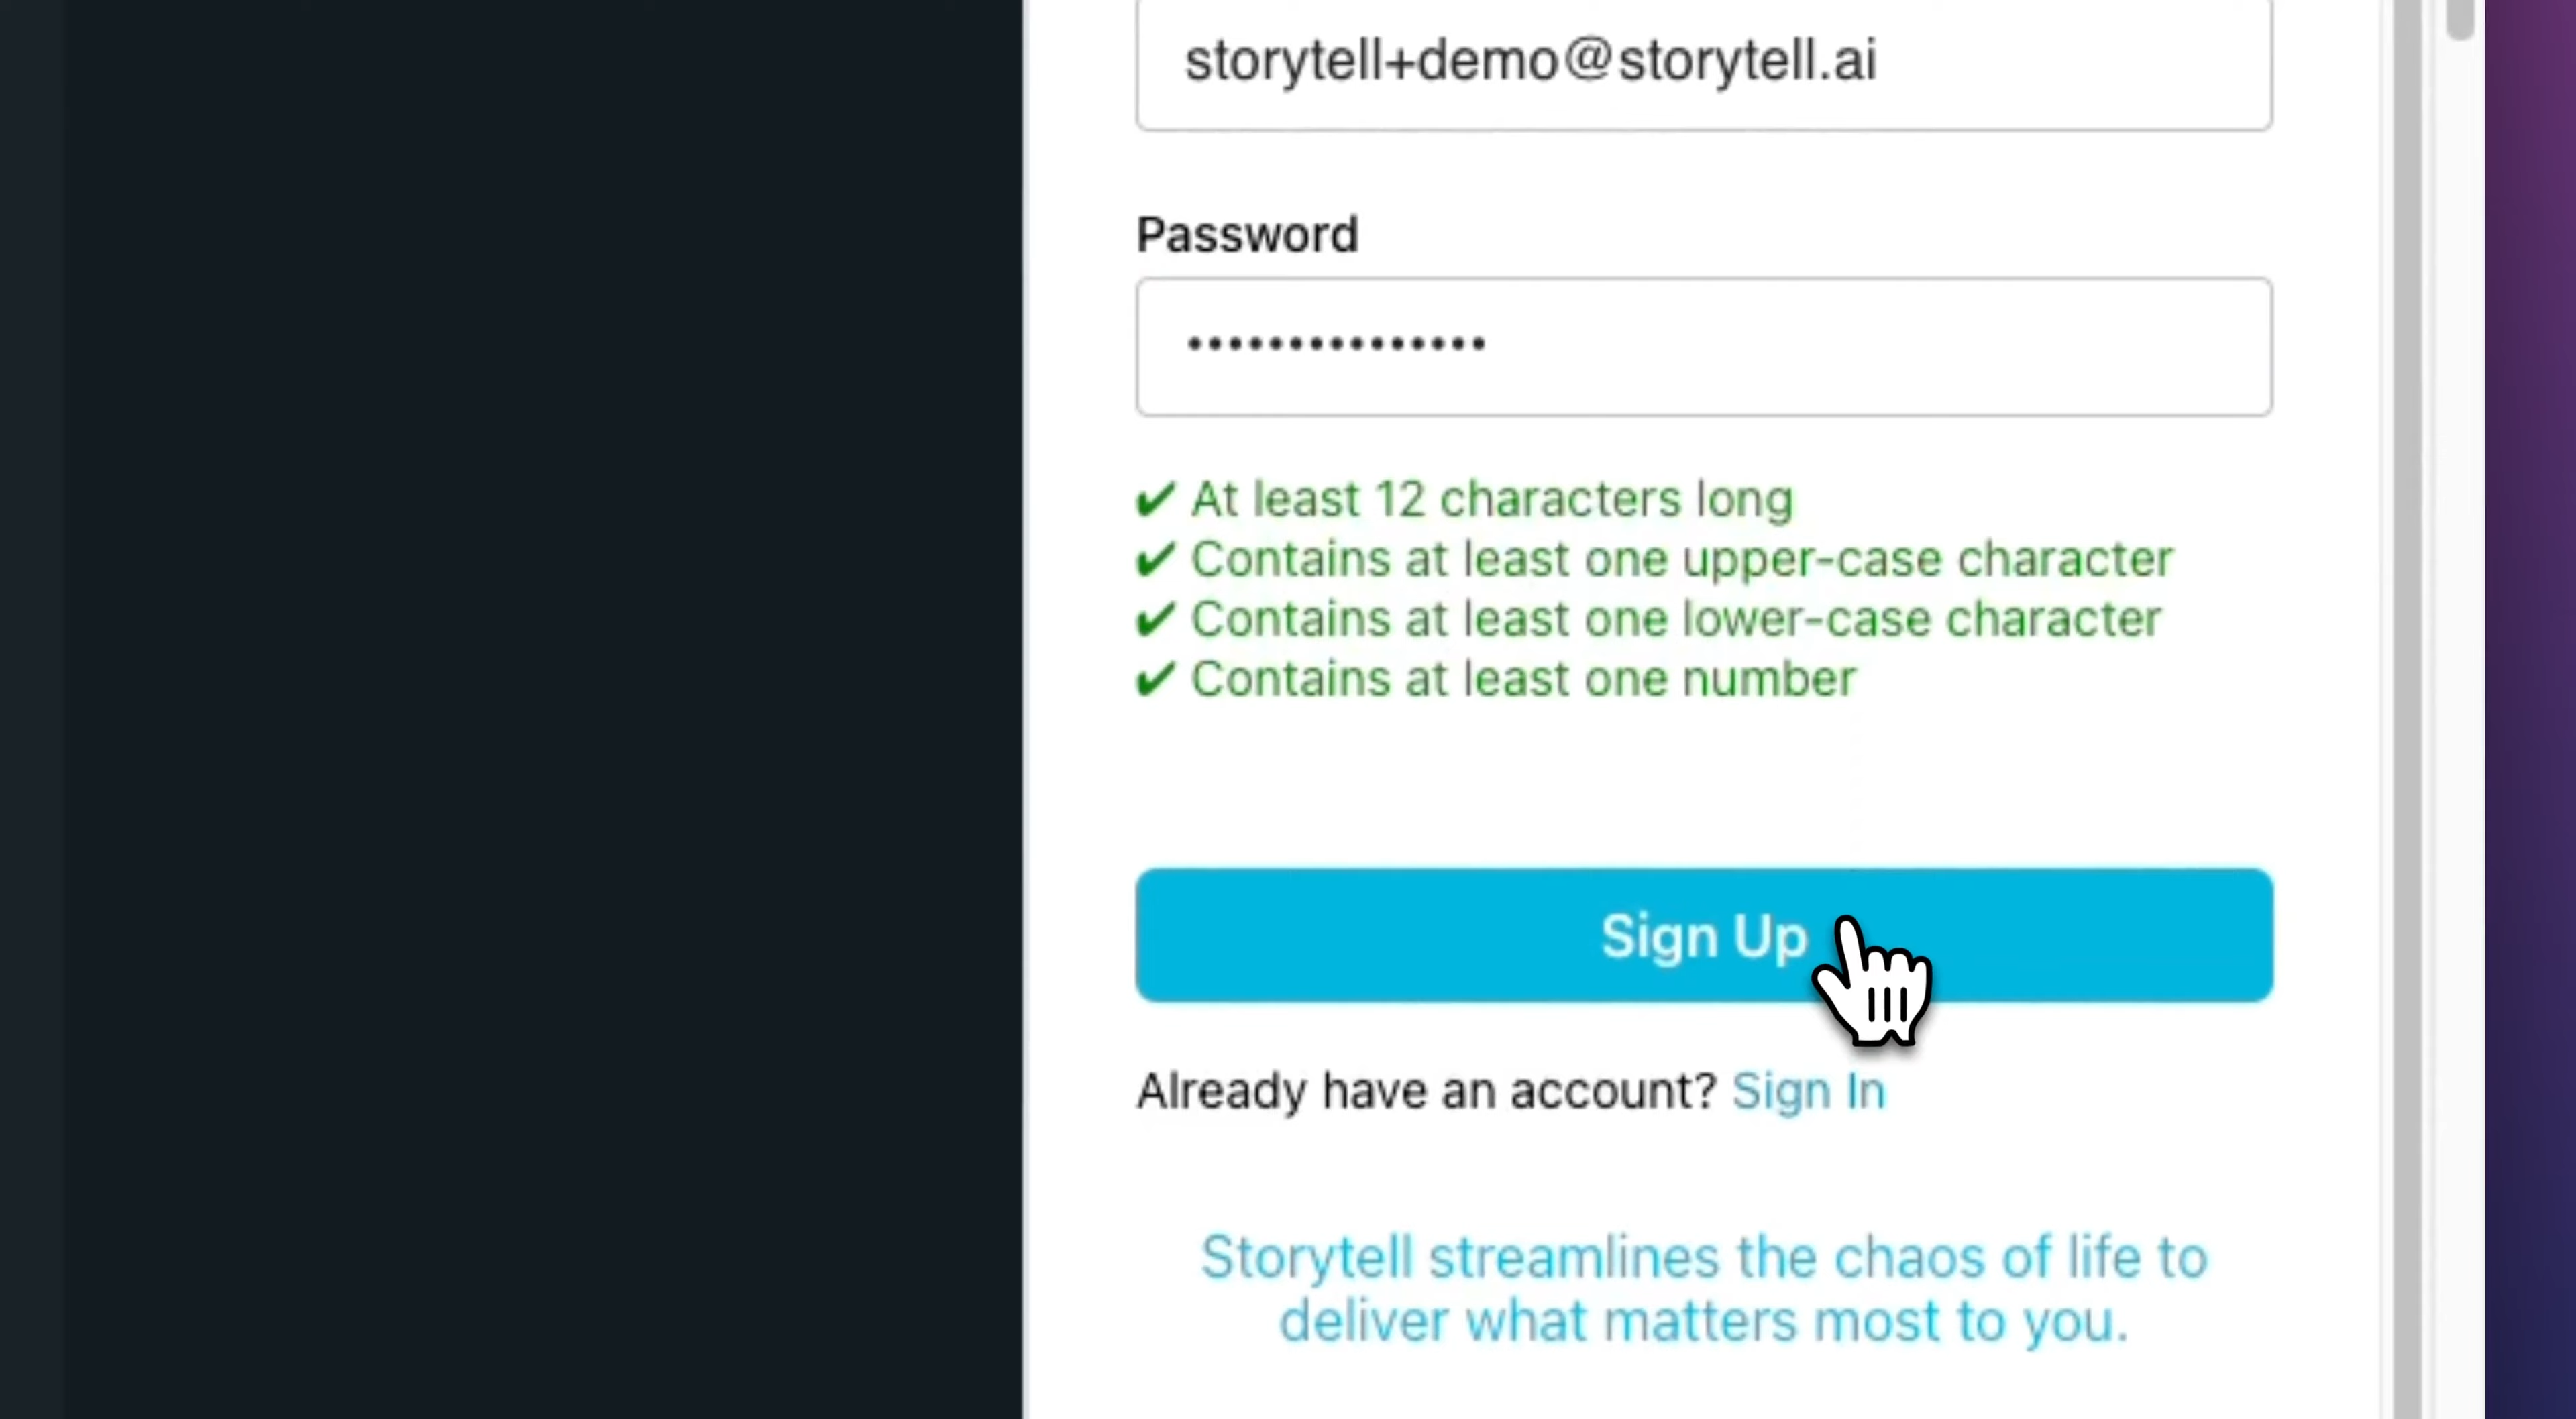 storytell+demo@storytell.ai
Password
•••••••••••••••
✔ At least 12 characters long
✔ Contains at least one upper-case character
✔ Contains at least one lower-case character
✔ Contains at least one number
Sign Up
Already have an account? Sign In
Storytell streamlines the chaos of life to
deliver what matters most to you.